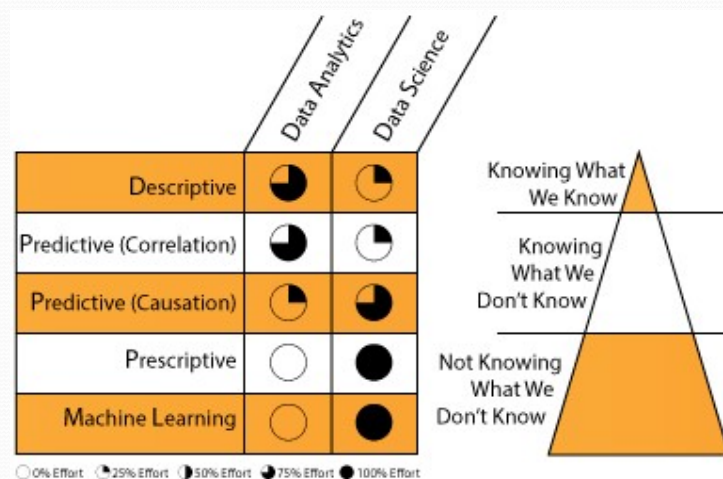 Data Analytics
Data Science
Descriptive
Predictive (Correlation)
Predictive (Causation)
Prescriptive
Machine Learning
0% Effort 25% Effort 50% Effort 75% Effort 100% Effort
Knowing What
We Know
Knowing
What We
Don't Know
Not Knowing
What We
Don't Know